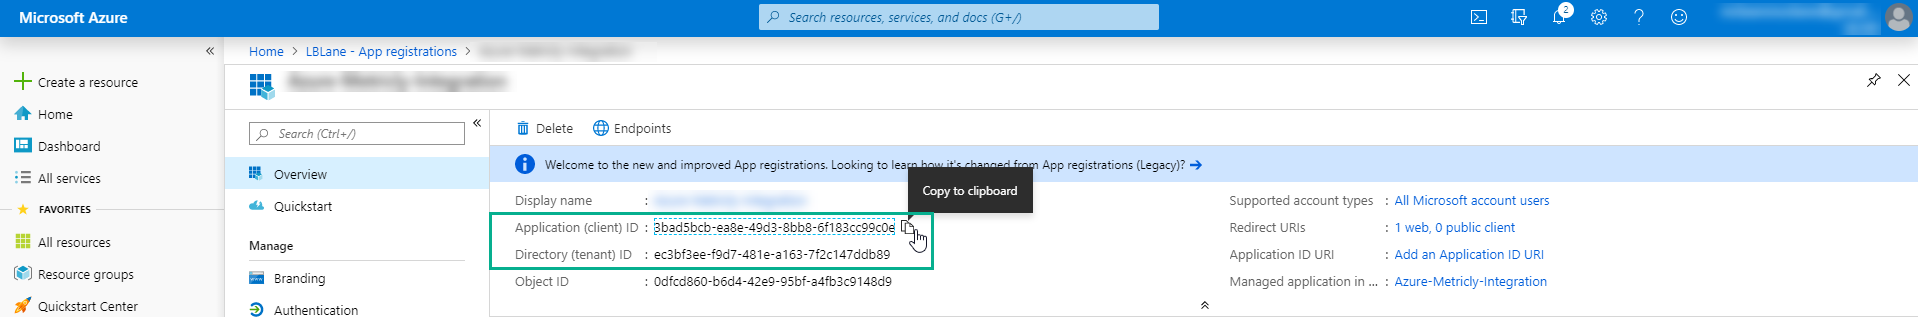 Microsoft Azure
Search resources, services, and docs (G+/)
2
«
Home > LBLane - App registrations >
Create a resource
Home
Dashboard
All services
FAVORITES
All resources
Resource groups
Quickstart Center
Search (Ctrl+/)
«
Overview
Quickstart
Manage
Branding
Authentication
Delete
Endpoints
Welcome to the new and improved App registrations. Looking to learn how it's changed from App registrations (Legacy)? →
Copy to clipboard
Display name :
Application (client) ID : 3bad5bcb-ea8e-49d3-8bb8-6f183cc99c0e
Directory (tenant) ID : ec3bf3ee-f9d7-481e-a163-7f2c147ddb89
Object ID : 0dfcd860-b6d4-42e9-95bf-a4fb3c9148d9
Supported account types : All Microsoft account users
Redirect URIs : 1 web, 0 public client
Application ID URI : Add an Application ID URI
Managed application in ... : Azure-Metricly-Integration